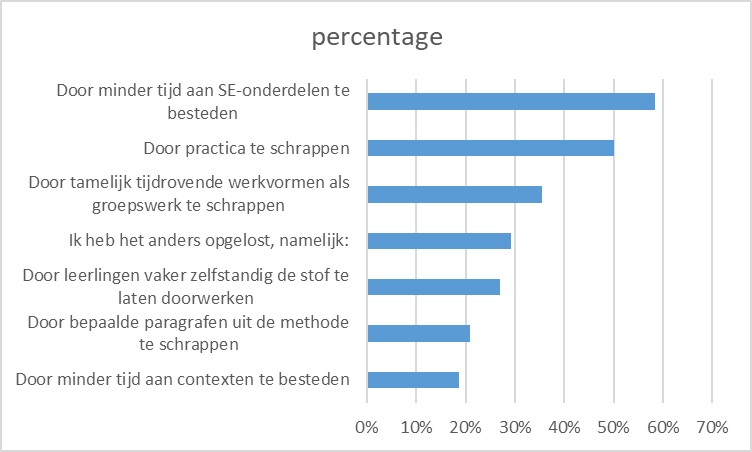 percentage
Door minder tijd aan SE-onderdelen te
besteden
Door practica te schrappen
Door tamelijk tijdrovende werkvormen als
groepswerk te schrappen
Ik heb het anders opgelost, namelijk:
Door leerlingen vaker zelfstandig de stof te
laten doorwerken
Door bepaalde paragrafen uit de methode
te schrappen
Door minder tijd aan contexten te besteden
0% 10% 20% 30% 40% 50% 60% 70%